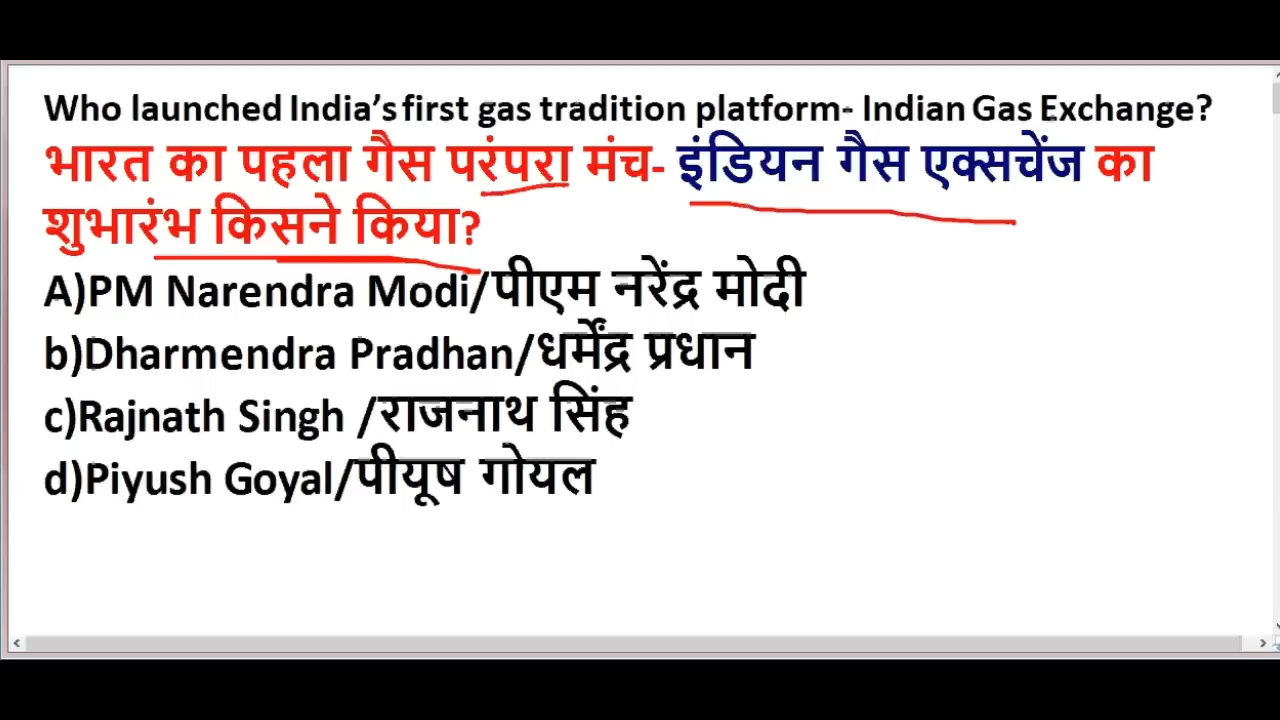 Who launched India's first gas tradition platform- Indian Gas Exchange?
भारत का पहला गैस परंपरा मंच- इंडियन गैस एक्सचेंज का
शुभारंभ किसने किया?
A)PM Narendra Modi/पीएम नरेंद्र मोदी
b)Dharmendra Pradhan/धर्मेंद्र प्रधान
c)Rajnath Singh /राजनाथ सिंह
d)Piyush Goyal/पीयूष गोयल